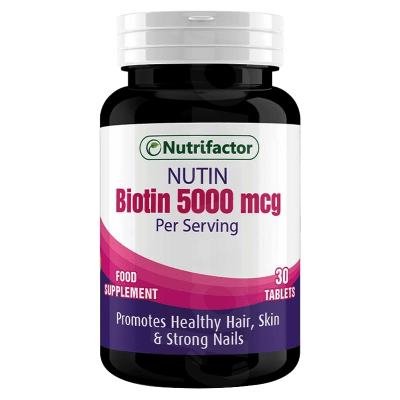 Nutrifactor
NUTIN
Biotin 5000 mcg
Per Serving
FOOD
SUPPLEMENT
30
TABLETS
Promotes Healthy Hair, Skin
& Strong Nails